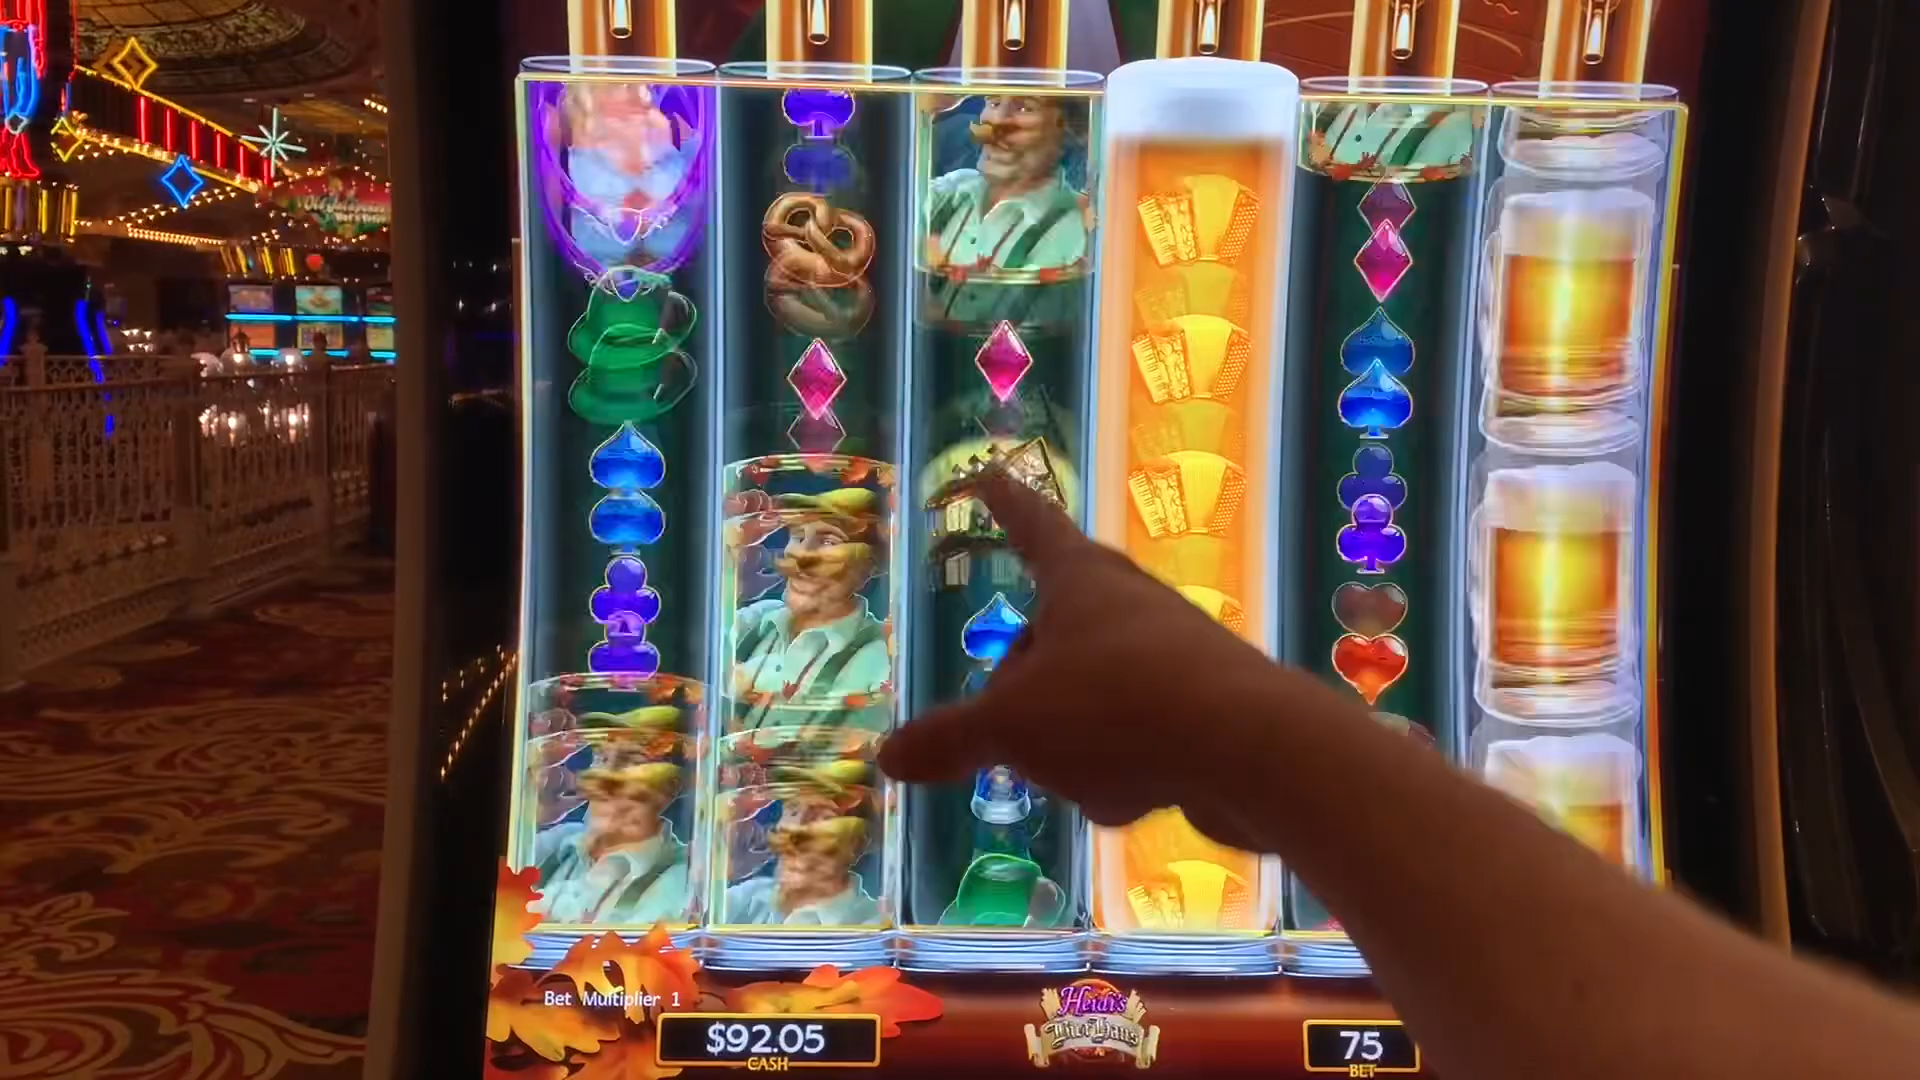 Bet Multiplier 1
$92.05
CASH
Heidi's
Bier Haus
75
BET